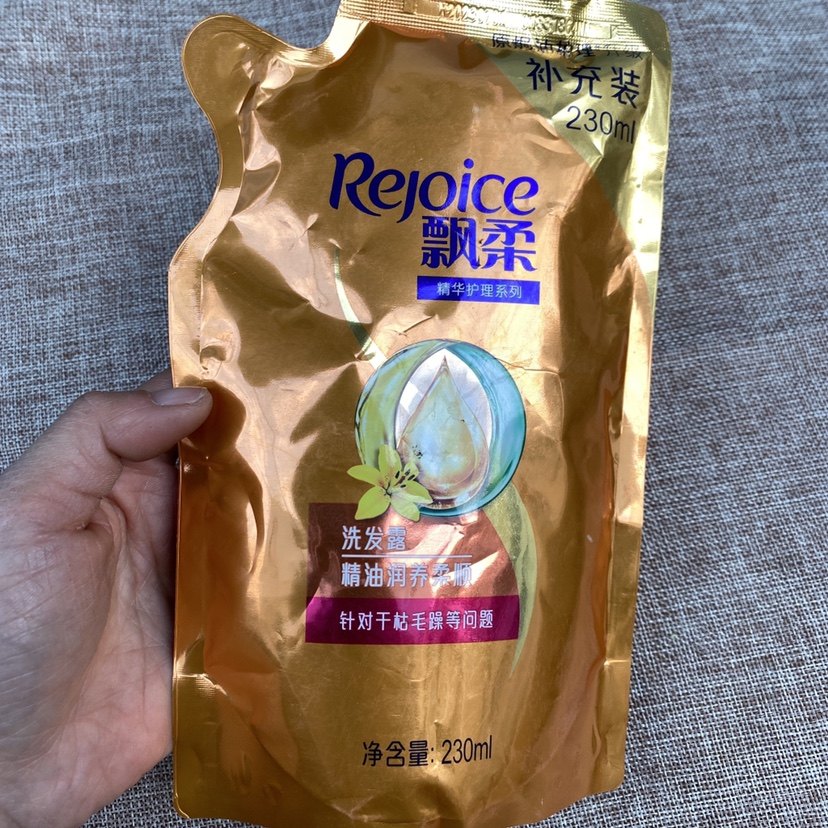 补充装
230ml
Rejoice
飘柔
精华护理系列
洗发露
精油润养柔顺
针对干枯毛躁等问题
净含量: 230ml